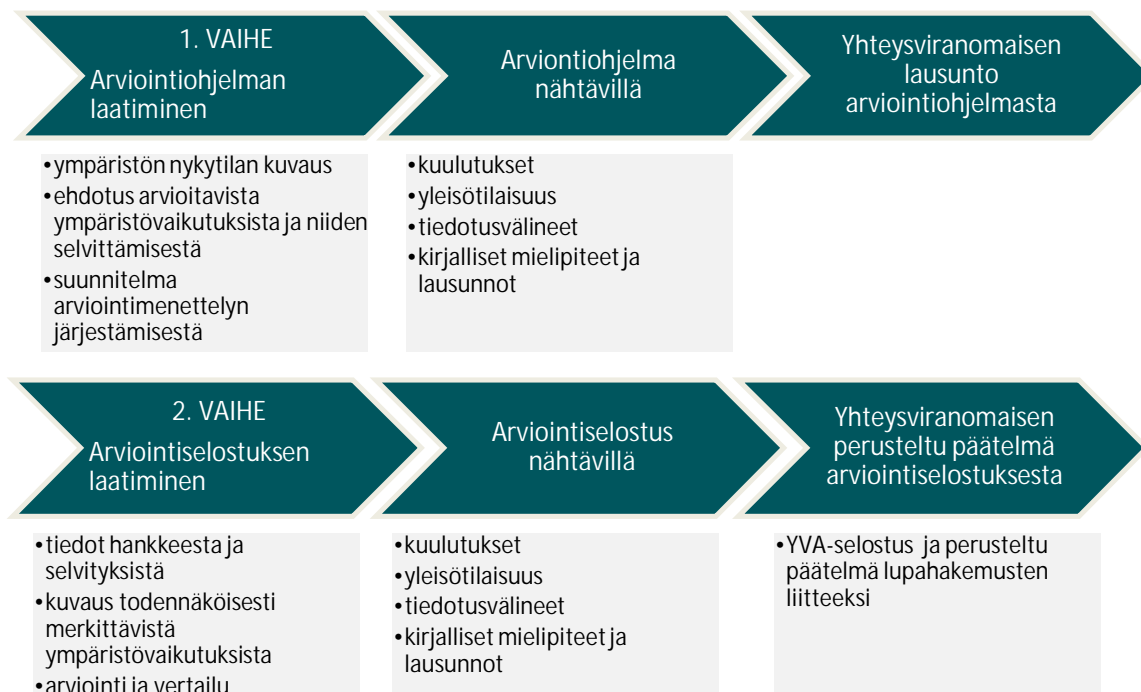 1. VAIHE
Arviointiohjelman
laatiminen
Arviontiohjelma
nähtävillä
Yhteysviranomaisen
lausunto
arviointiohjelmasta
•ympäristön nykytilan kuvaus
•ehdotus arvioitavista
ympäristövaikutuksista ja niiden
selvittämisestä
•suunnitelma
arviointimenettelyn
järjestämisestä
•kuulutukset
•yleisötilaisuus
•tiedotusvälineet
•kirjalliset mielipiteet ja
lausunnot
2. VAIHE
Arviointiselostuksen
laatiminen
Arviointiselostus
nähtävillä
Yhteysviranomaisen
perusteltu päätelmä
arviointiselostuksesta
•tiedot hankkeesta ja
selvityksistä
•kuvaus todennäköisesti
merkittävistä
ympäristövaikutuksista
•arviointi ja vertailu
•kuulutukset
•yleisötilaisuus
•tiedotusvälineet
•kirjalliset mielipiteet ja
lausunnot
•YVA-selostus ja perusteltu
päätelmä lupahakemusten
liitteeksi